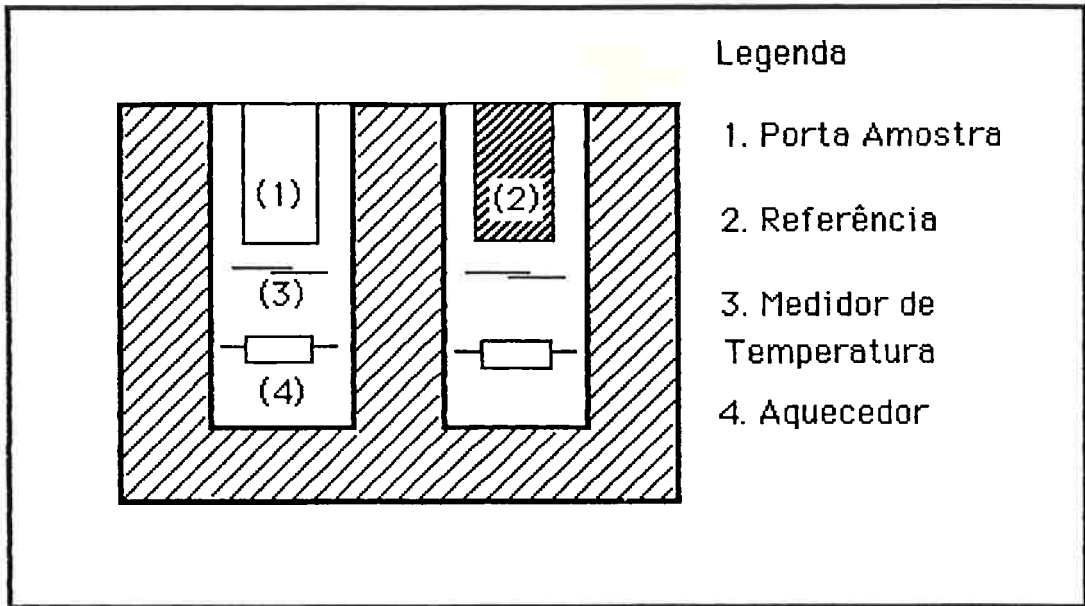 Legenda
1. Porta Amostra
2. Referência
3. Medidor de
Temperatura
4. Aquecedor
(1)
(2)
(3)
(4)